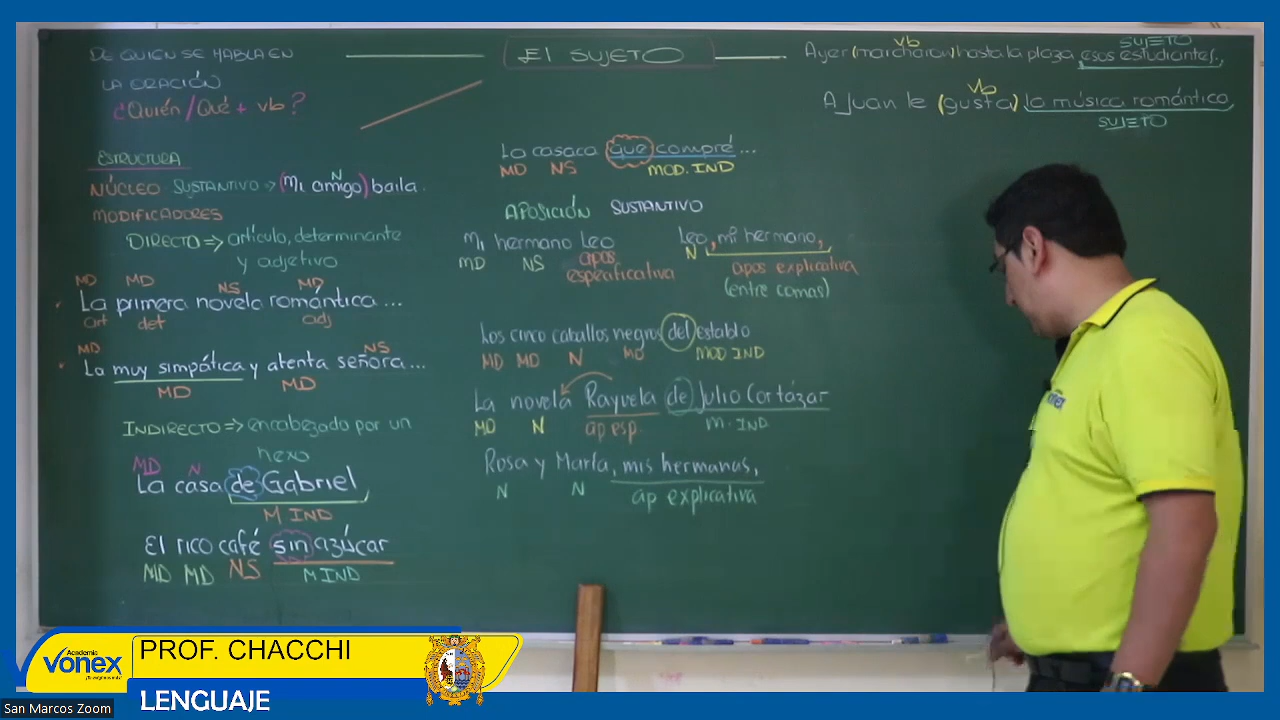 DE QUIEN SE HABLA EN
LA ORACIÓN
¿Quién / Qué + vb?
EL SUJETO
vb
SUJETO
Ayer (marcharon) hasta la plaza esos estudiantes.
vb
A Juan le (gusta) la música romántica
SUJETO
ESTRUCTURA
NÚCLEO SUSTANTIVO → (Mi amigo) baila.
N
MODIFICADORES
DIRECTO ⇒ artículo, determinante
y adjetivo
MD MD NS MD
La primera novela romántica ...
art det adj
MD NS
La muy simpática y atenta señora...
MD MD
INDIRECTO ⇒ encabezado por un
nexo
MD N
La casa de Gabriel
M IND
El rico café sin azúcar
MD MD NS M IND
La casaca que compré ...
MD NS MOD. IND
APOSICIÓN SUSTANTIVO
Mi hermano Leo
MD NS apos
especificativa
Leo, mi hermano,
N apos explicativa
(entre comas)
Los cinco caballos negros del establo
MD MD N MD MOD IND
La novela Rayuela de Julio Cortázar
MD N ap esp. M. IND
Rosa y María, mis hermanas,
N N ap explicativa
Academia
Vonex
PROF. CHACCHI
LENGUAJE
San Marcos Zoom